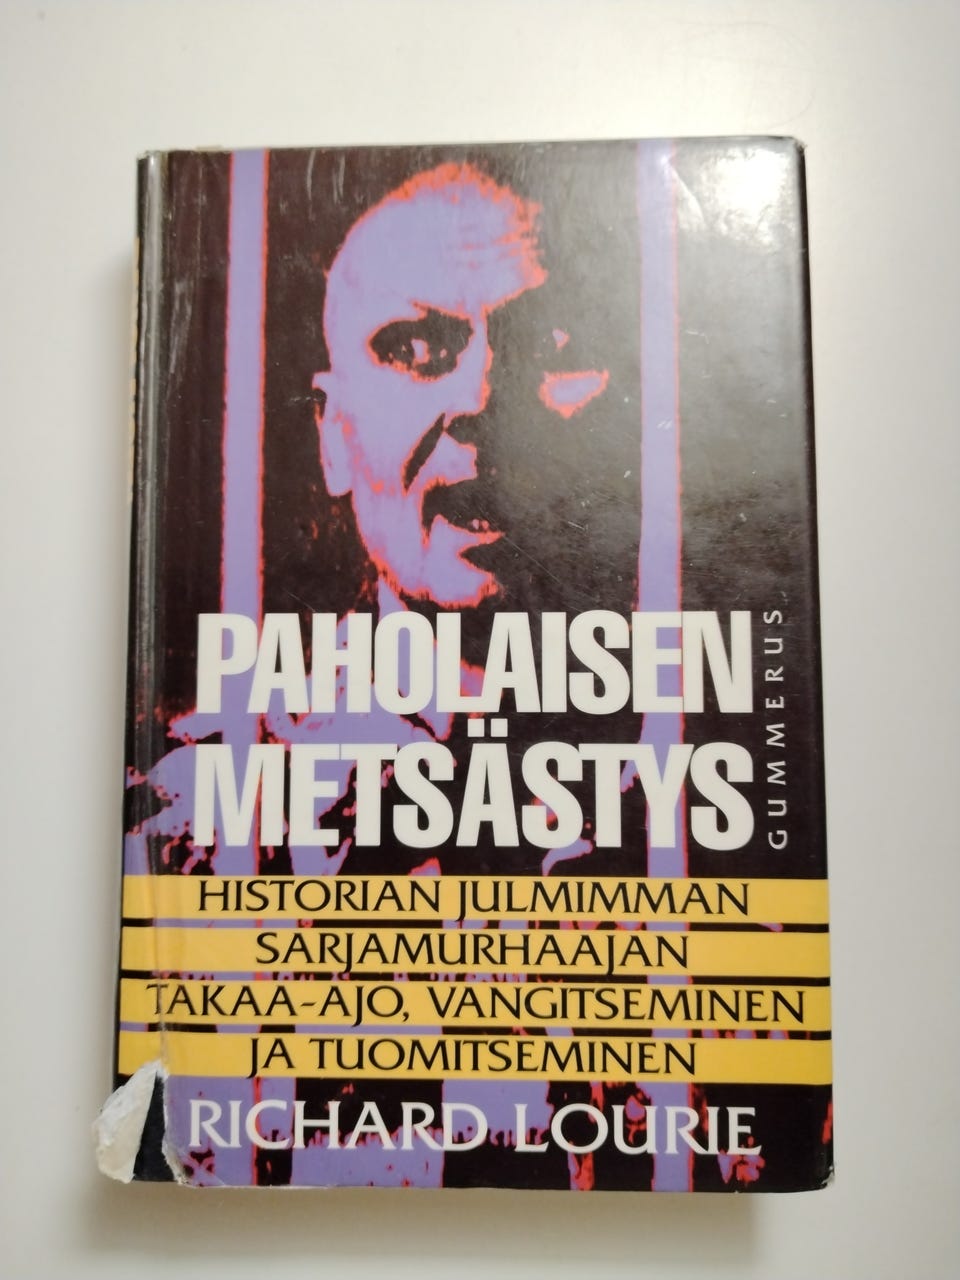 PAHOLAISEN
METSÄSTYS
GUMMERUS
HISTORIAN JULMIMMAN
SARJAMURHAAJAN
TAKAA-AJO, VANGITSEMINEN
JA TUOMITSEMINEN
RICHARD LOURIE